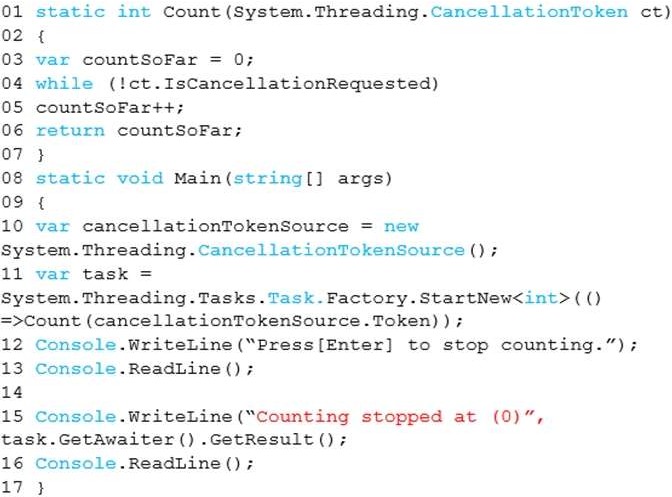 01 static int Count(System.Threading.CancellationToken ct)
02 {
03 var countSoFar = 0;
04 while (!ct.IsCancellationRequested)
05 countSoFar++;
06 return countSoFar;
07 }
08 static void Main(string[] args)
09 {
10 var cancellationTokenSource = new
System.Threading.CancellationTokenSource();
11 var task =
System.Threading.Tasks.Task.Factory.StartNew<int>(()
=>Count(cancellationTokenSource.Token));
12 Console.WriteLine(“Press[Enter] to stop counting.”);
13 Console.ReadLine();
14
15 Console.WriteLine(“Counting stopped at (0)”,
task.GetAwaiter().GetResult();
16 Console.ReadLine();
17 }